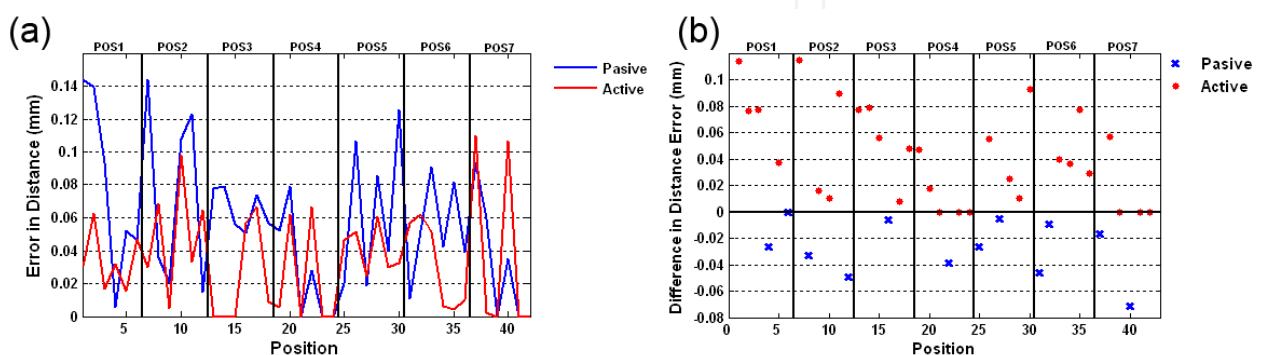 (a)
POS1 POS2 POS3 POS4 POS5 POS6 POS7
0.14
0.12
0.1
0.08
0.06
0.04
0.02
0
Error in Distance (mm)
5 10 15 20 25 30 35 40
Position
Pasive
Active
(b)
POS1 POS2 POS3 POS4 POS5 POS6 POS7
0.1
0.08
0.06
0.04
0.02
0
-0.02
-0.04
-0.06
-0.08
Difference in Distance Error (mm)
0 5 10 15 20 25 30 35 40
Position
Pasive
Active